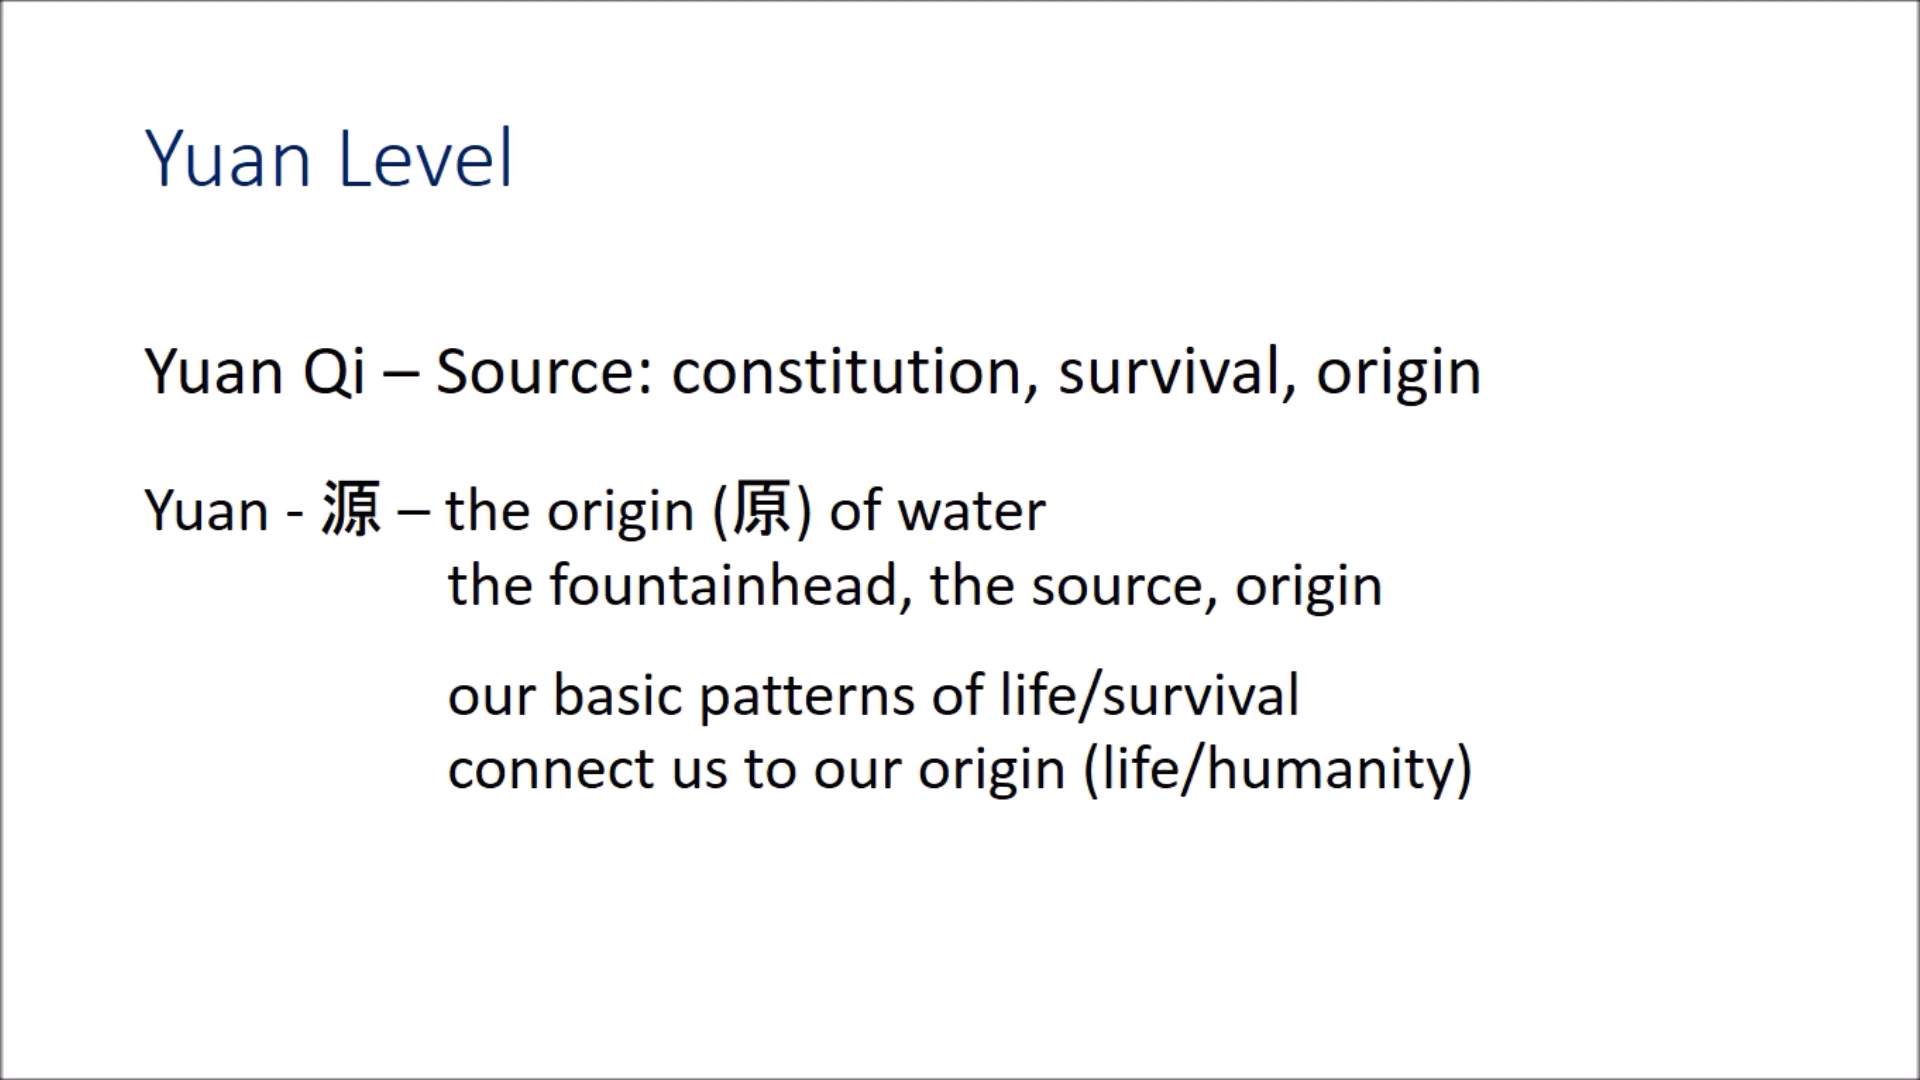 Yuan Level
Yuan Qi – Source: constitution, survival, origin
Yuan - 源 – the origin (原) of water
the fountainhead, the source, origin
our basic patterns of life/survival
connect us to our origin (life/humanity)